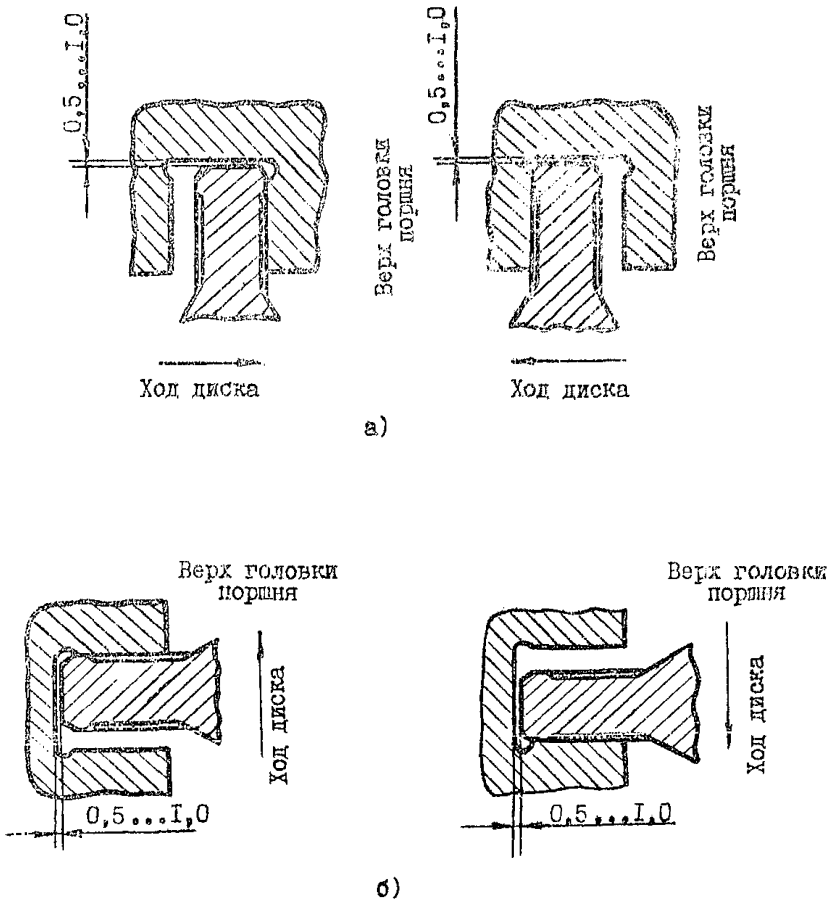 0,5...I,0
0,5...I,0
Верх головки
поршня
Верх головки
поршня
Ход диска
Ход диска
а)
Верх головки
поршня
Верх головки
поршня
Ход диска
Ход диска
0,5...I,0
0,5...I,0
б)